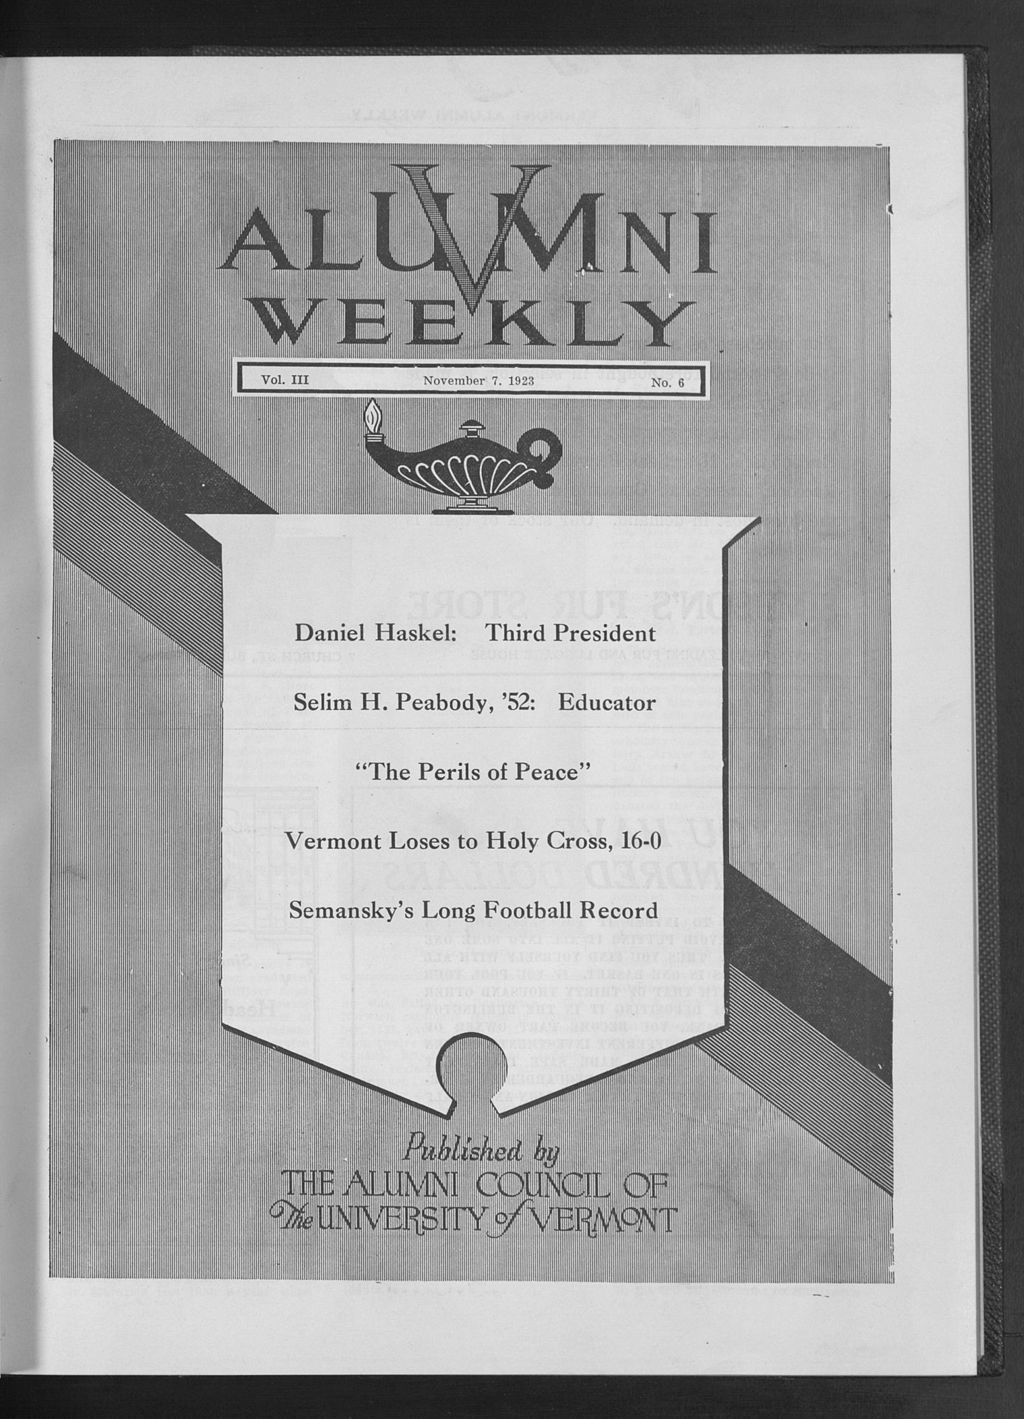 ALUMNI
V
WEEKLY
Vol. III November 7. 1923 No. 6
Daniel Haskel: Third President
Selim H. Peabody, ’52: Educator
“The Perils of Peace”
Vermont Loses to Holy Cross, 16-0
Semansky’s Long Football Record
Published by
THE ALUMNI COUNCIL OF
The UNIVERSITY of VERMONT